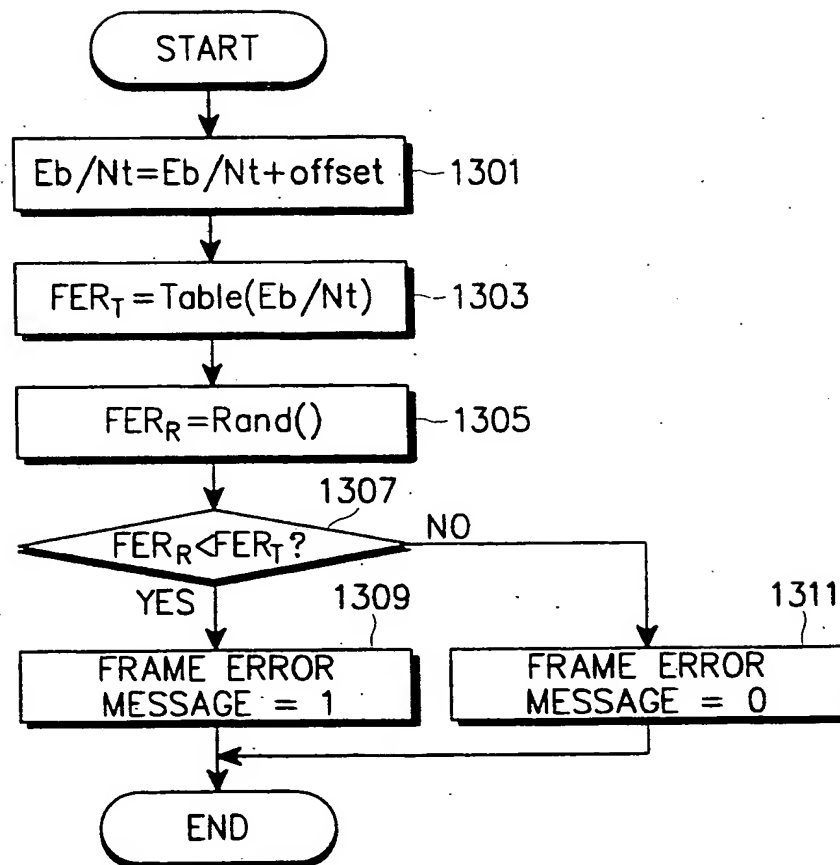 START
Eb/Nt=Eb/Nt+offset
1301
FER_T=Table(Eb/Nt)
1303
FER_R=Rand()
1305
1307
FER_R<FER_T?
NO
YES
1309
1311
FRAME ERROR
MESSAGE = 1
FRAME ERROR
MESSAGE = 0
END